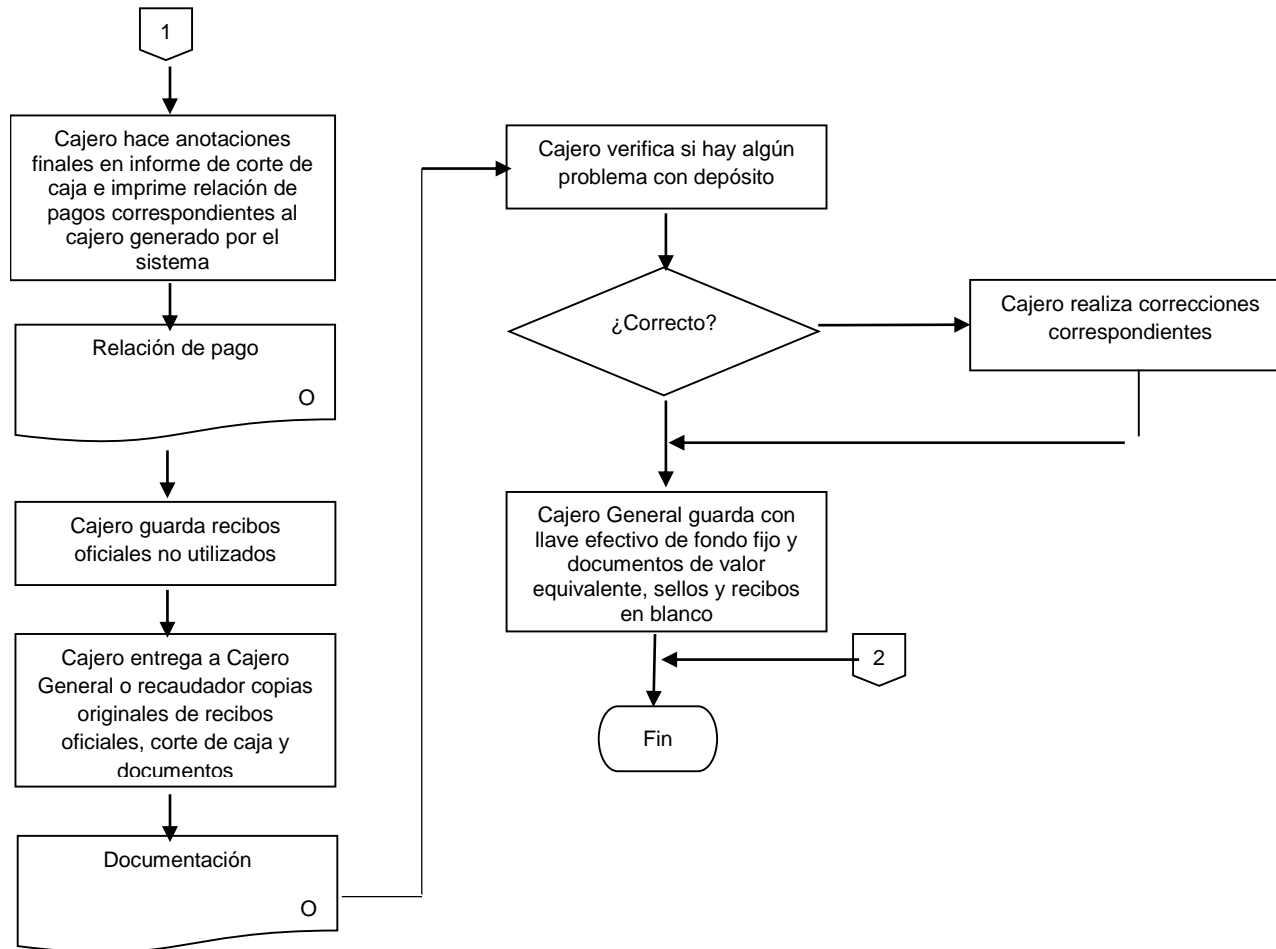 1
Cajero hace anotaciones
finales en informe de corte de
caja e imprime relación de
pagos correspondientes al
cajero generado por el
sistema
Relación de pago
O
Cajero guarda recibos
oficiales no utilizados
Cajero entrega a Cajero
General o recaudador copias
originales de recibos
oficiales, corte de caja y
documentos
Documentación
O
Cajero verifica si hay algún
problema con depósito
¿Correcto?
Cajero realiza correcciones
correspondientes
Cajero General guarda con
llave efectivo de fondo fijo y
documentos de valor
equivalente, sellos y recibos
en blanco
2
Fin